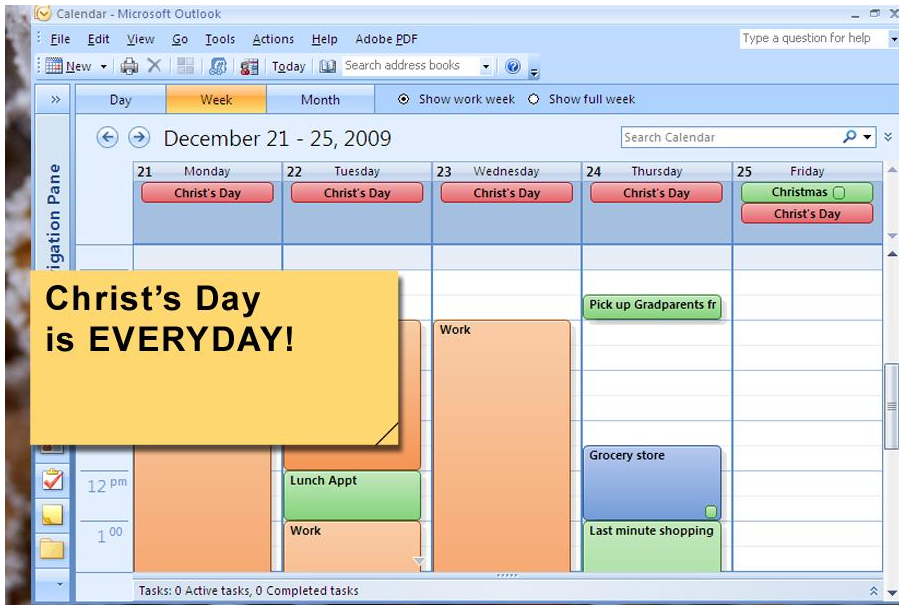 Calendar - Microsoft Outlook
File Edit View Go Tools Actions Help Adobe PDF
Type a question for help
New Today Search address books
Day Week Month Show work week Show full week
December 21 - 25, 2009
Search Calendar
21 Monday 22 Tuesday 23 Wednesday 24 Thursday 25 Friday
Christ's Day Christ's Day Christ's Day Christ's Day Christmas
Christ's Day
igation Pane
Christ's Day
is EVERYDAY!
Pick up Gradparents fr
Work
Grocery store
12 pm
Lunch Appt
1 00
Work
Last minute shopping
Tasks: 0 Active tasks, 0 Completed tasks